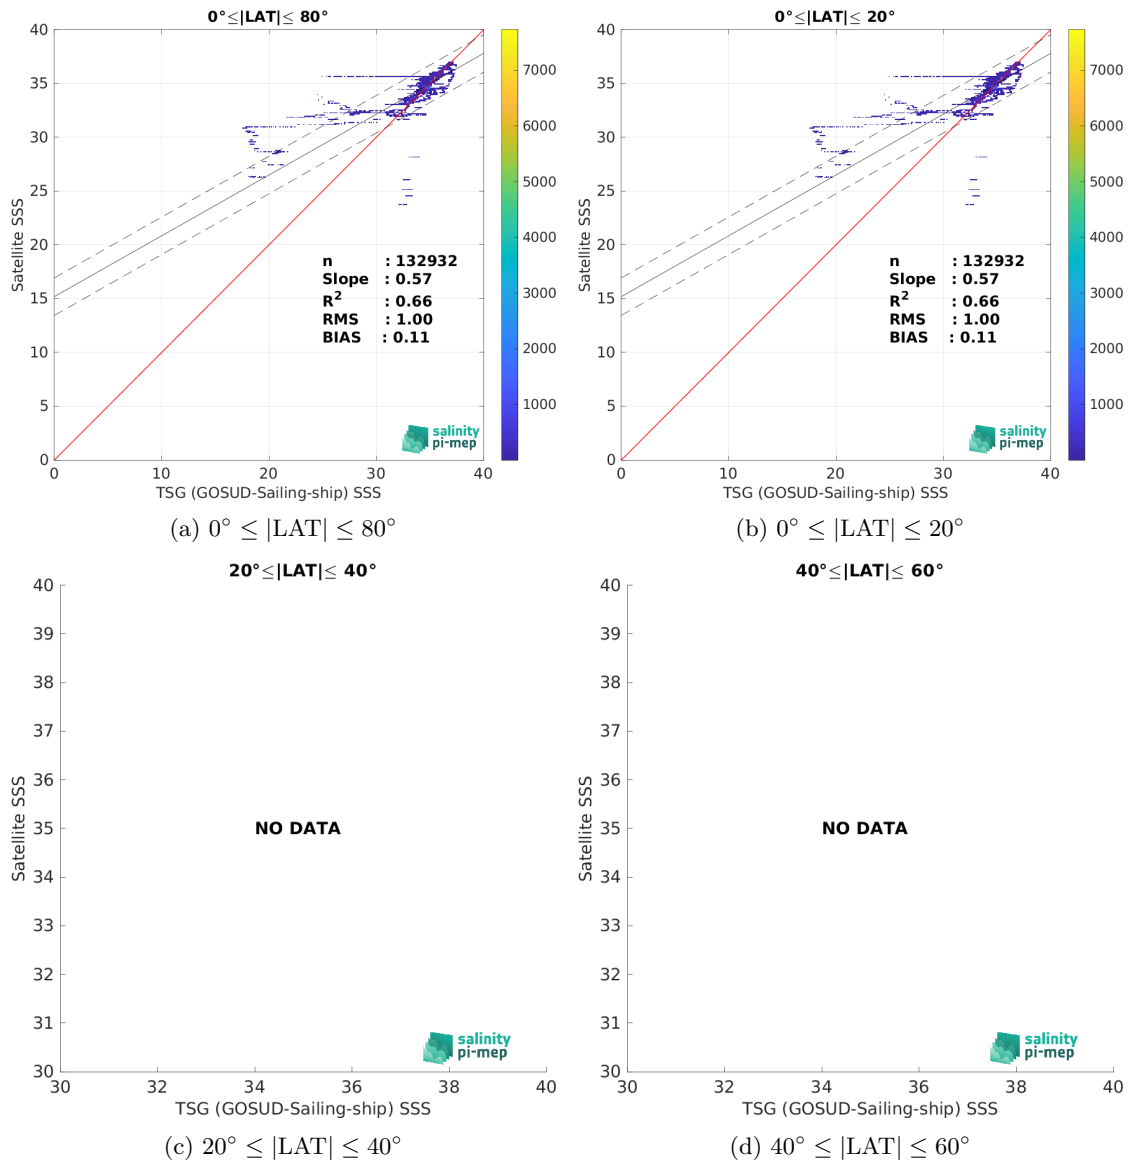 0°≤|LAT|≤ 80°
40
35
30
25
20
15
10
5
0
Satellite SSS
n : 132932
Slope : 0.57
R² : 0.66
RMS : 1.00
BIAS : 0.11
salinity
pi-mep
0 10 20 30 40
TSG (GOSUD-Sailing-ship) SSS
7000
6000
5000
4000
3000
2000
1000
(a) 0° ≤ |LAT| ≤ 80°
0°≤|LAT|≤ 20°
40
35
30
25
20
15
10
5
0
Satellite SSS
n : 132932
Slope : 0.57
R² : 0.66
RMS : 1.00
BIAS : 0.11
salinity
pi-mep
0 10 20 30 40
TSG (GOSUD-Sailing-ship) SSS
7000
6000
5000
4000
3000
2000
1000
(b) 0° ≤ |LAT| ≤ 20°
20°≤|LAT|≤ 40°
40
39
38
37
36
35
34
33
32
31
30
Satellite SSS
NO DATA
salinity
pi-mep
30 32 34 36 38 40
TSG (GOSUD-Sailing-ship) SSS
(c) 20° ≤ |LAT| ≤ 40°
40°≤|LAT|≤ 60°
40
39
38
37
36
35
34
33
32
31
30
Satellite SSS
NO DATA
salinity
pi-mep
30 32 34 36 38 40
TSG (GOSUD-Sailing-ship) SSS
(d) 40° ≤ |LAT| ≤ 60°